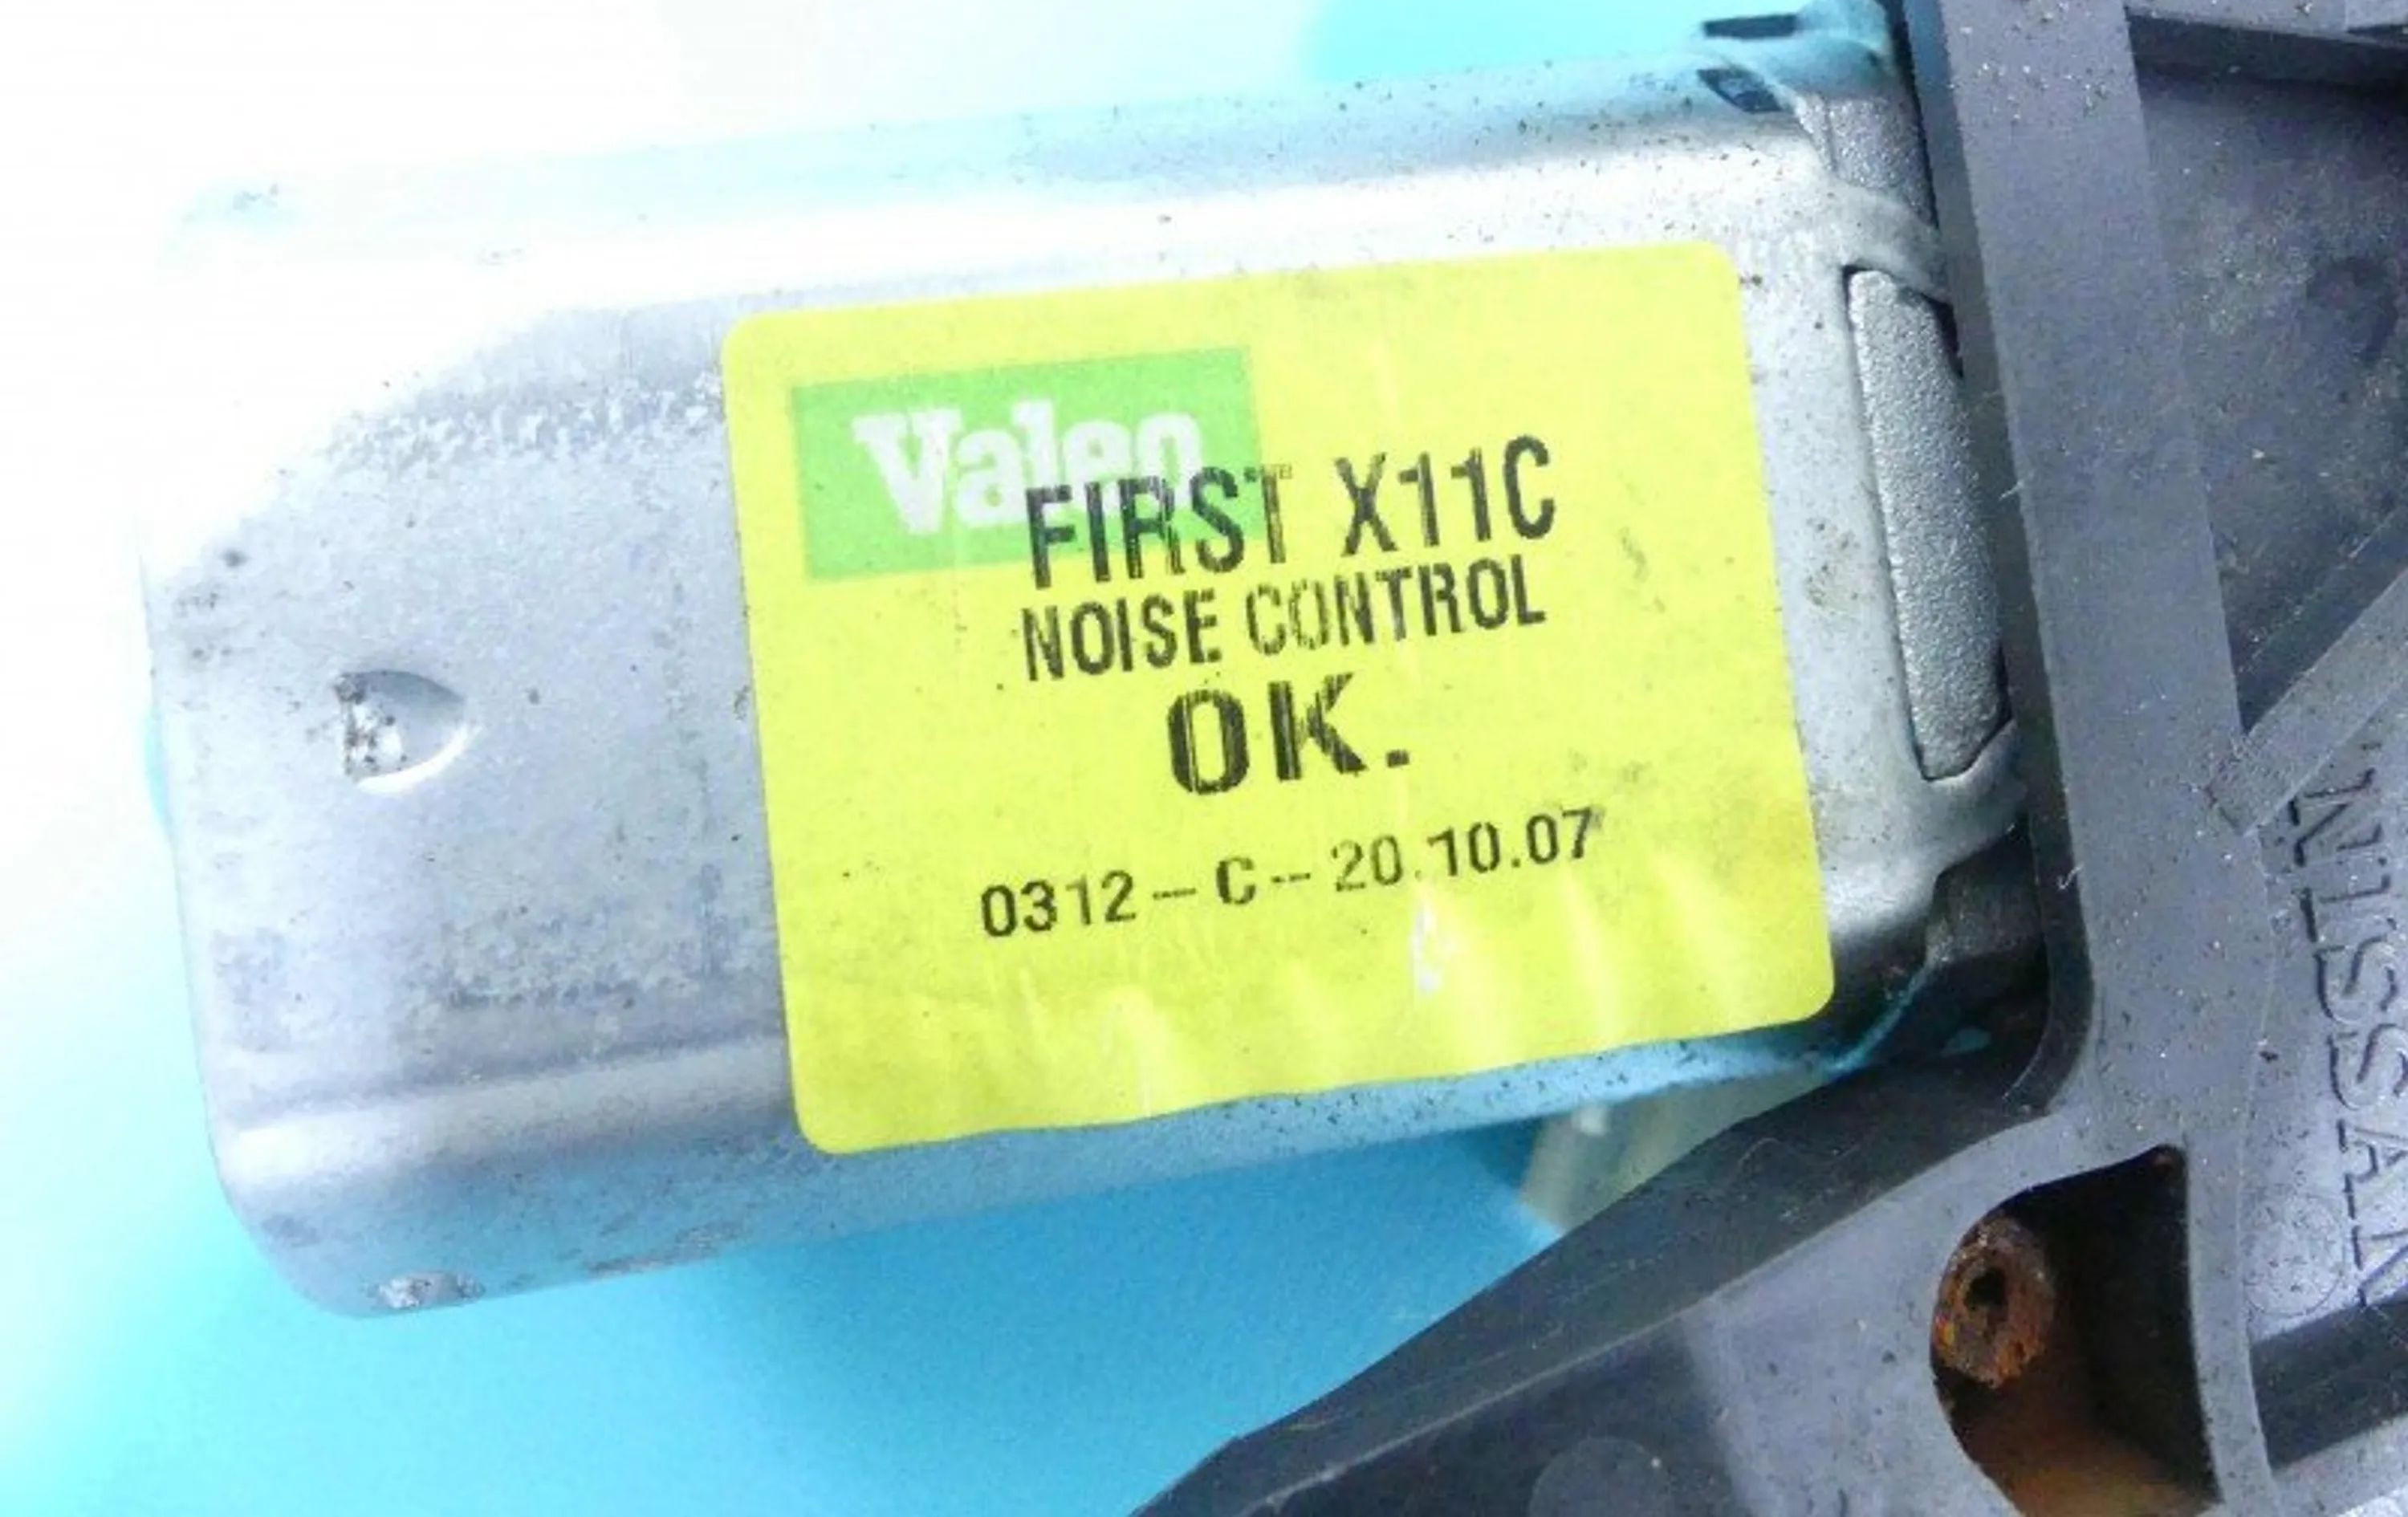 Valeo
FIRST X11C
NOISE CONTROL
OK.
0312 -- C -- 20.10.07
NISSAN